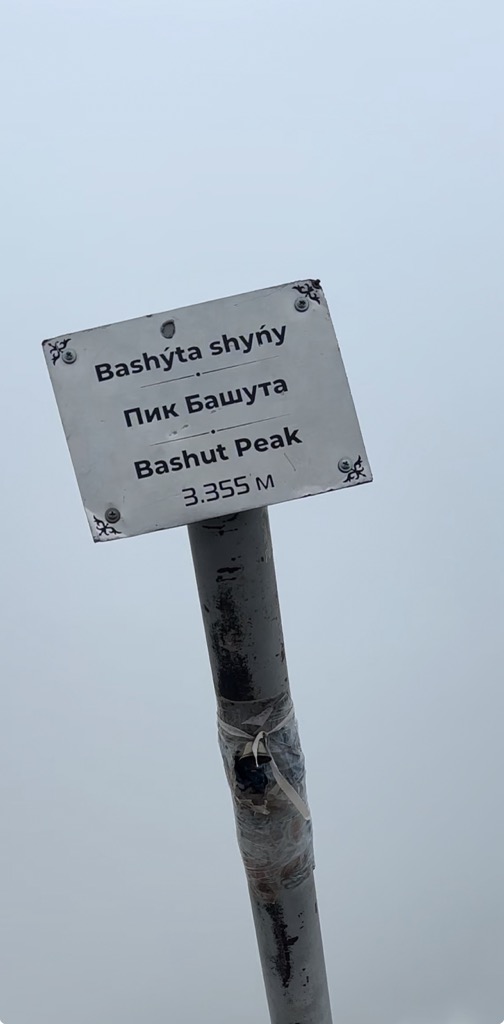 Bashýta shyńy
Пик Башута
Bashut Peak
3.355 м